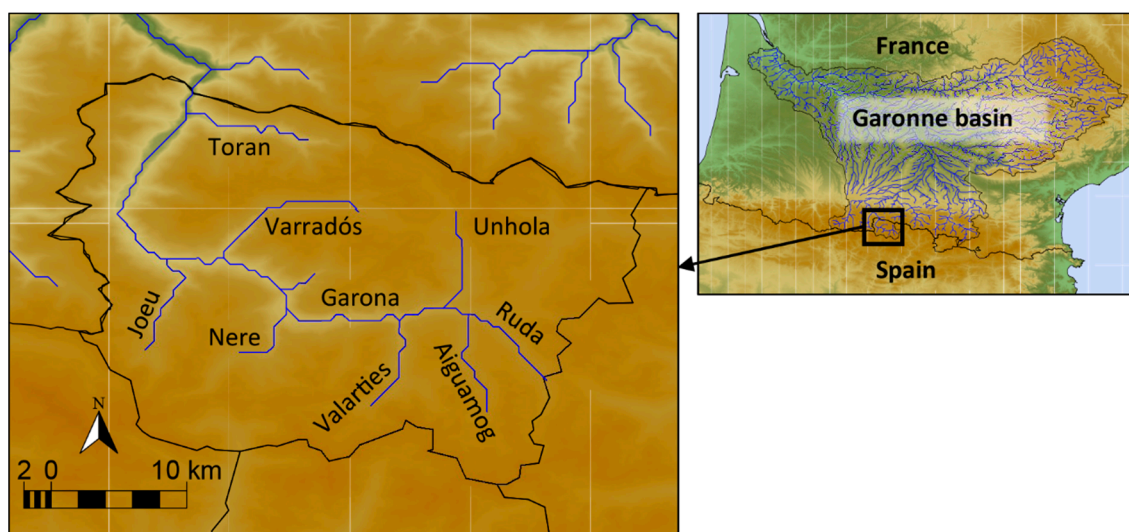 Toran
Varradós
Unhola
Joeu
Garona
Nere
Ruda
Valarties
Aiguamog
N
2 0 10 km
France
Garonne basin
Spain